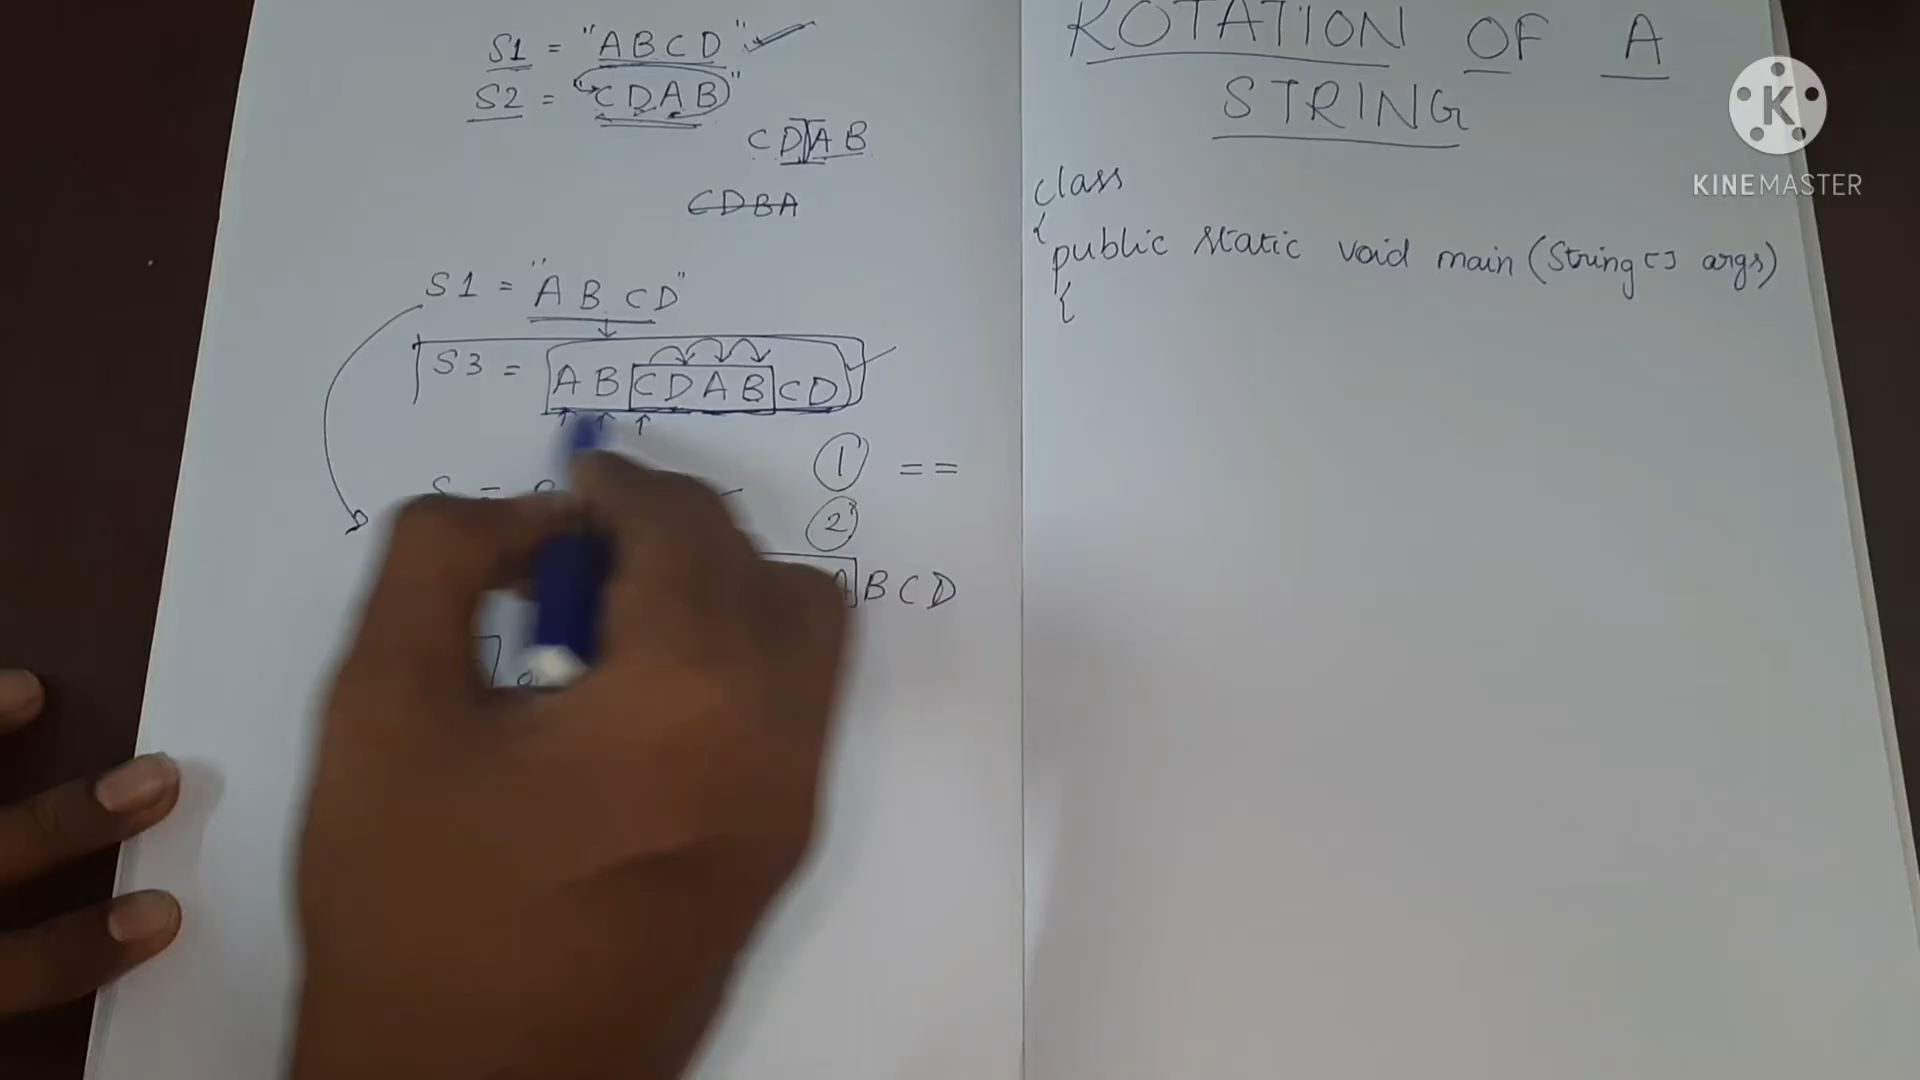 S1 = "ABCD"
S2 = "CDAB"
CDAB
CDBA
S1 = "ABCD"
S3 = ABCDABCD
S =
1 ==
2
ABCD
ROTATION OF A
STRING
class
{
public static void main (String [] args)
{
K
KINEMASTER